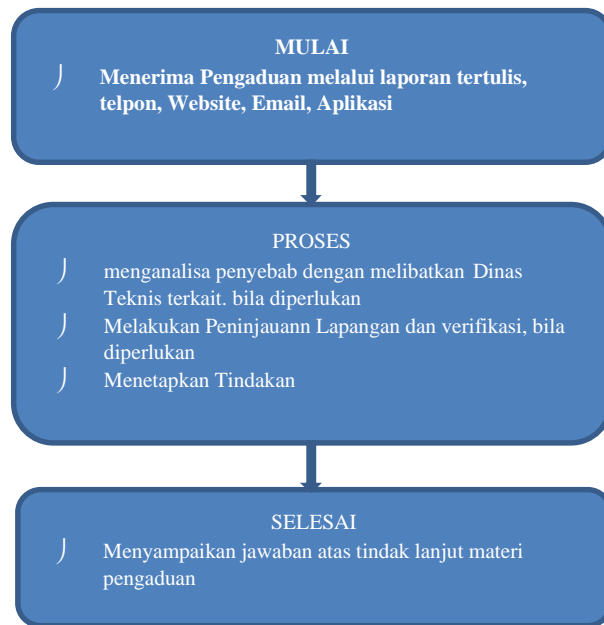 MULAI
Menerima Pengaduan melalui laporan tertulis,
telpon, Website, Email, Aplikasi
PROSES
menganalisa penyebab dengan melibatkan Dinas
Teknis terkait. bila diperlukan
Melakukan Peninjauann Lapangan dan verifikasi, bila
diperlukan
Menetapkan Tindakan
SELESAI
Menyampaikan jawaban atas tindak lanjut materi
pengaduan